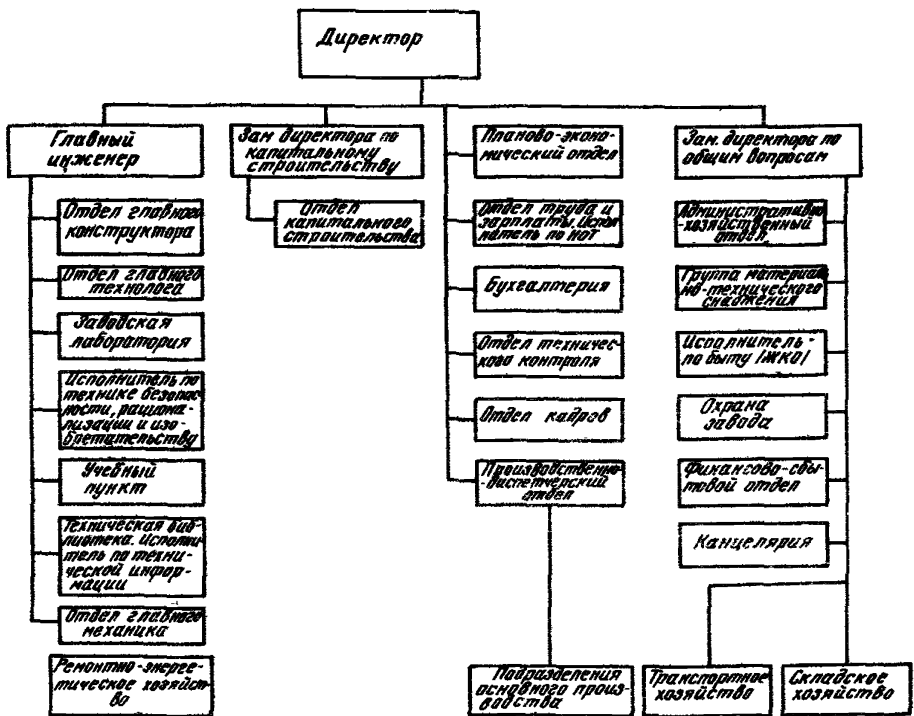 Директор
Главный
инженер
Зам директора по
капитальному
строительству
Планово-эконо-
мический отдел
Зам. директора по
общим вопросам
Отдел главного
конструктора
Отдел главного
технолога
Заводская
лаборатория
Исполнитель по
технике безопас-
ности, рациона-
лизации и изо-
бретательству
Учебный
пункт
Техническая биб-
лиотека. Исполни-
тель по техни-
ческой инфор-
мации
Отдел главного
механика
Ремонтно-энерге-
тическое хозяйст-
во
Отдел
капитального
строительства
Отдел труда и
зарплаты. Испол-
нитель по НОТ
Бухгалтерия
Отдел техничес-
кого контроля
Отдел кадров
Производственно-
-диспетчерский
отдел
Подразделения
основного произ-
водства
Административно-
хозяйственный
отдел
Группа материаль-
но-технического
снабжения
Исполнитель-
по быту /ЖКО/
Охрана
завода
Финансово-сбы-
товой отдел
Канцелярия
Транспортное
хозяйство
Складское
хозяйство